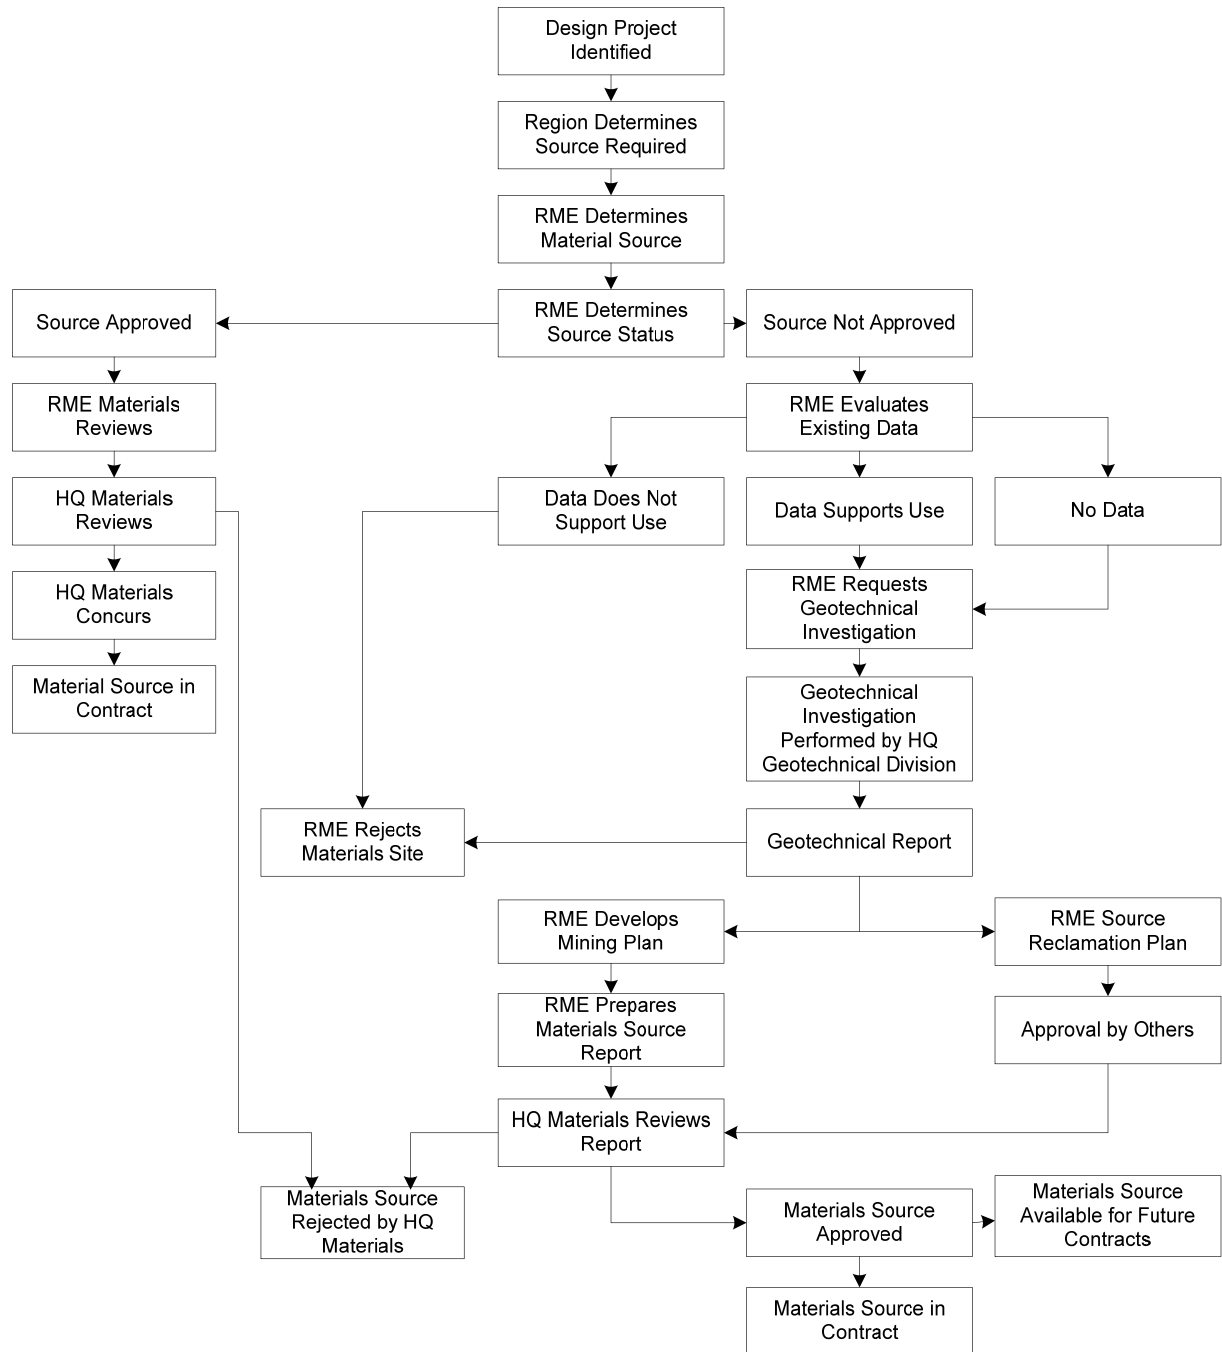 Design Project
Identified
Region Determines
Source Required
RME Determines
Material Source
RME Determines
Source Status
Source Approved
Source Not Approved
RME Materials
Reviews
RME Evaluates
Existing Data
HQ Materials
Reviews
Data Does Not
Support Use
Data Supports Use
No Data
HQ Materials
Concurs
RME Requests
Geotechnical
Investigation
Material Source in
Contract
Geotechnical
Investigation
Performed by HQ
Geotechnical Division
RME Rejects
Materials Site
Geotechnical Report
RME Develops
Mining Plan
RME Source
Reclamation Plan
RME Prepares
Materials Source
Report
Approval by Others
HQ Materials Reviews
Report
Materials Source
Rejected by HQ
Materials
Materials Source
Approved
Materials Source
Available for Future
Contracts
Materials Source in
Contract